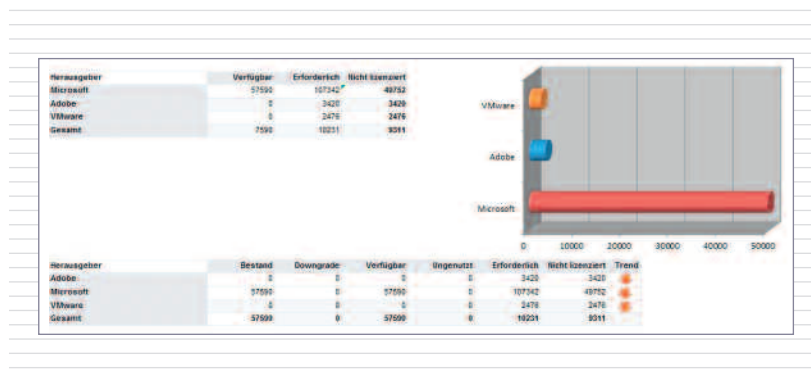 Herausgeber Verfügbar Erforderlich Nicht lizenziert
Microsoft 57590 107342 49752
Adobe 0 3420 3420
VMware 0 2476 2476
Gesamt 7590 10231 9311
VMware
Adobe
Microsoft
0 10000 20000 30000 40000 50000
Herausgeber Bestand Downgrade Verfügbar Ungenutzt Erforderlich Nicht lizenziert Trend
Adobe 0 0 0 0 3420 3420
Microsoft 57590 0 57590 0 107342 49752
VMware 0 0 0 0 2476 2476
Gesamt 57590 0 57590 0 10231 9311